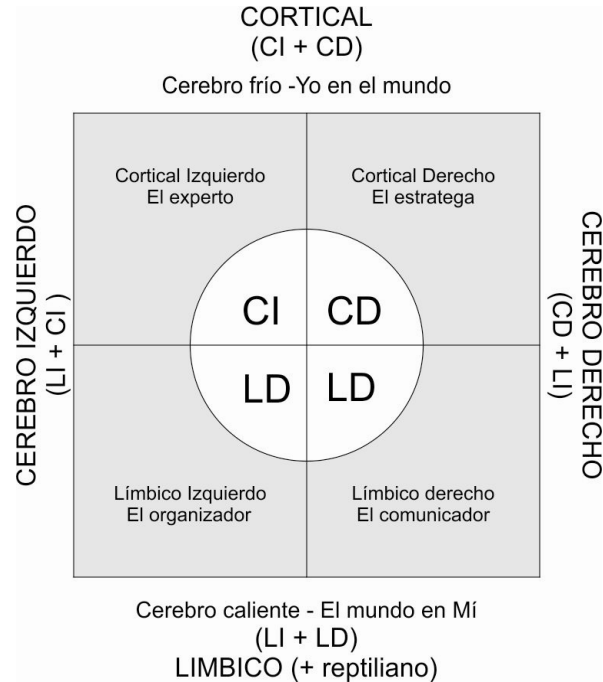 CORTICAL
(CI + CD)
Cerebro frío -Yo en el mundo
Cortical Izquierdo
El experto
Cortical Derecho
El estratega
CEREBRO IZQUIERDO
(LI + CI )
CI
CD
LD
LD
CEREBRO DERECHO
(CD + LI)
Límbico Izquierdo
El organizador
Límbico derecho
El comunicador
Cerebro caliente - El mundo en Mí
(LI + LD)
LIMBICO (+ reptiliano)